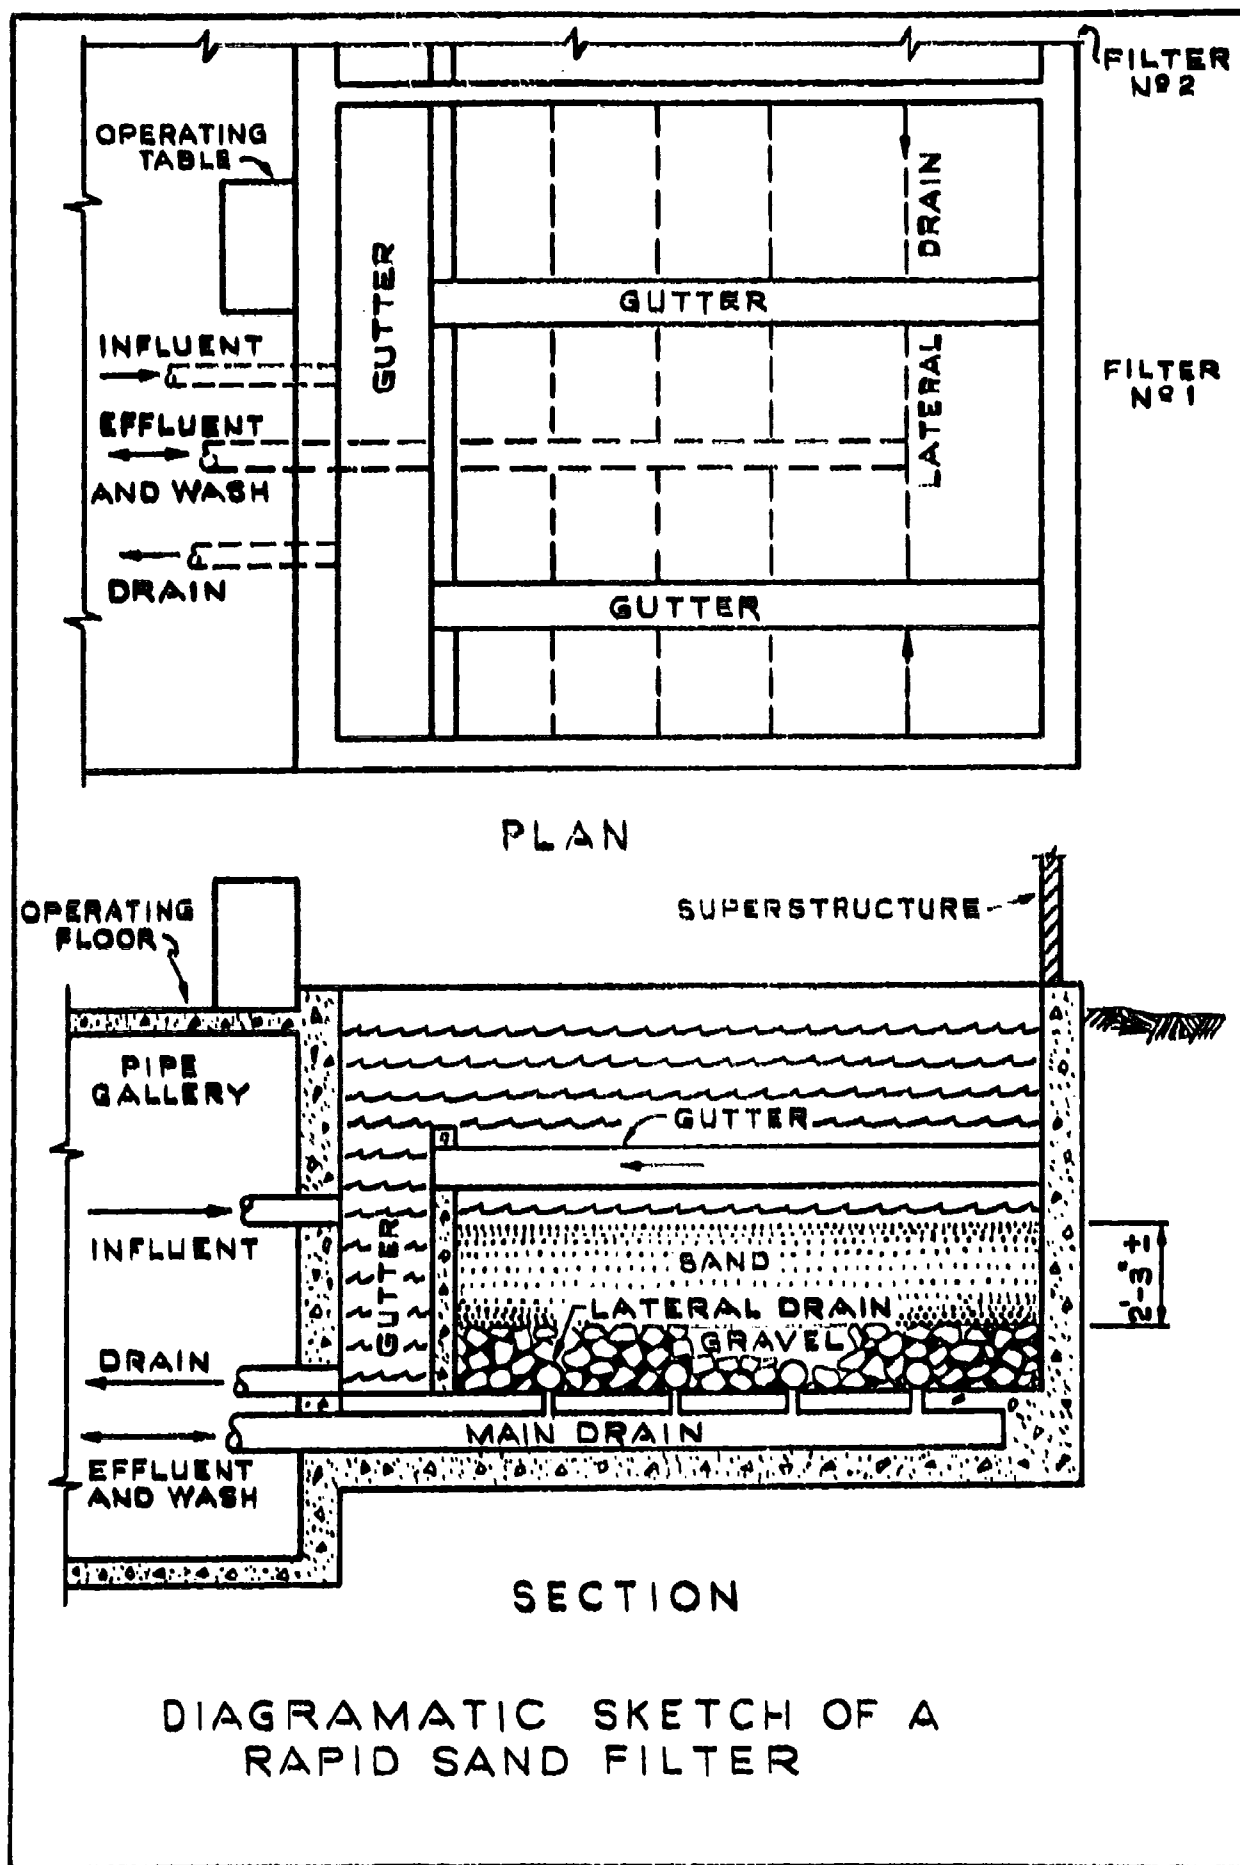 FILTER
Nº 2
OPERATING
TABLE
DRAIN
GUTTER
GUTTER
INFLUENT
LATERAL
FILTER
Nº 1
EFFLUENT
AND WASH
DRAIN
GUTTER
PLAN
SUPERSTRUCTURE
OPERATING
FLOOR
PIPE
GALLERY
GUTTER
INFLUENT
GUTTER
SAND
2'-3" ±
LATERAL DRAIN
GRAVEL
DRAIN
MAIN DRAIN
EFFLUENT
AND WASH
SECTION
DIAGRAMATIC SKETCH OF A
RAPID SAND FILTER